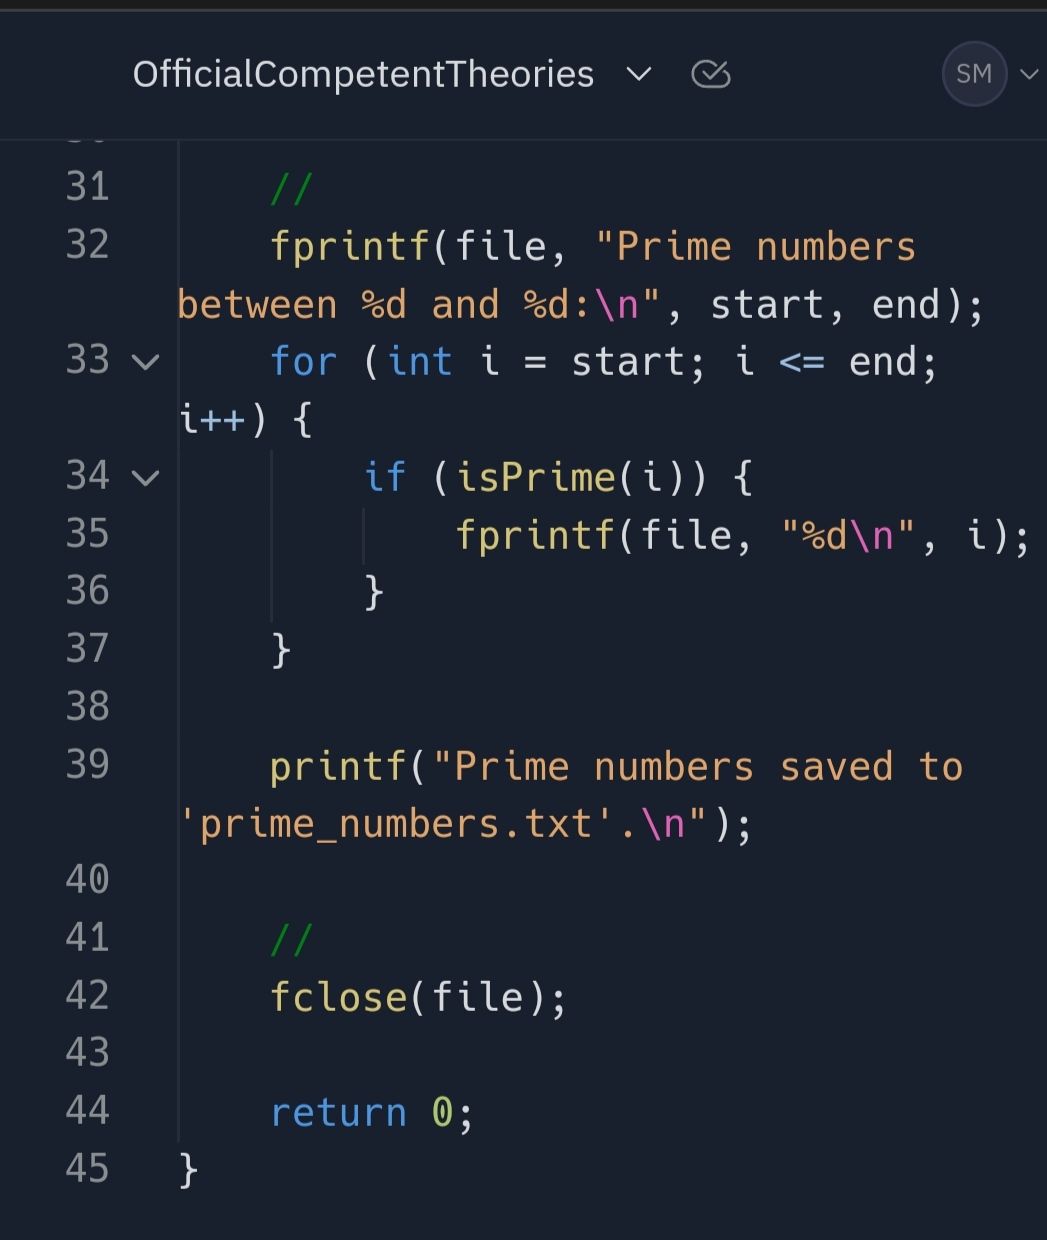 OfficialCompetentTheories
SM
31 //
32 fprintf(file, "Prime numbers
between %d and %d:\n", start, end);
33 for (int i = start; i <= end;
i++) {
34 if (isPrime(i)) {
35 fprintf(file, "%d\n", i);
36 }
37 }
38
39 printf("Prime numbers saved to
'prime_numbers.txt'.\n");
40
41 //
42 fclose(file);
43
44 return 0;
45 }